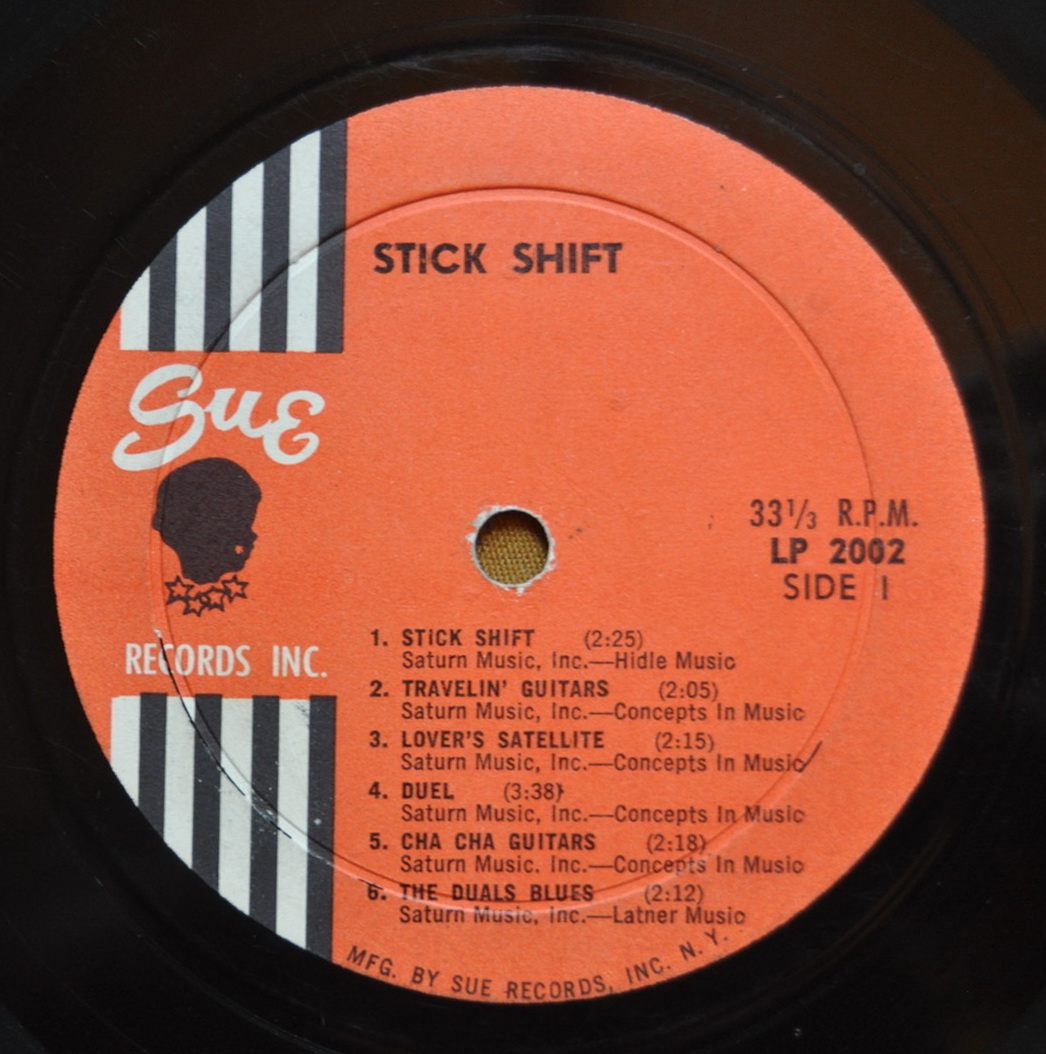 STICK SHIFT
Sue
RECORDS INC.
33 1/3 R.P.M.
LP 2002
SIDE 1
1. STICK SHIFT (2:25)
Saturn Music, Inc.—Hidle Music
2. TRAVELIN' GUITARS (2:05)
Saturn Music, Inc.—Concepts In Music
3. LOVER'S SATELLITE (2:15)
Saturn Music, Inc.—Concepts In Music
4. DUEL (3:38)
Saturn Music, Inc.—Concepts In Music
5. CHA CHA GUITARS (2:18)
Saturn Music, Inc.—Concepts In Music
6. THE DUALS BLUES (2:12)
Saturn Music, Inc.—Latner Music
MFG. BY SUE RECORDS, INC. N. Y.